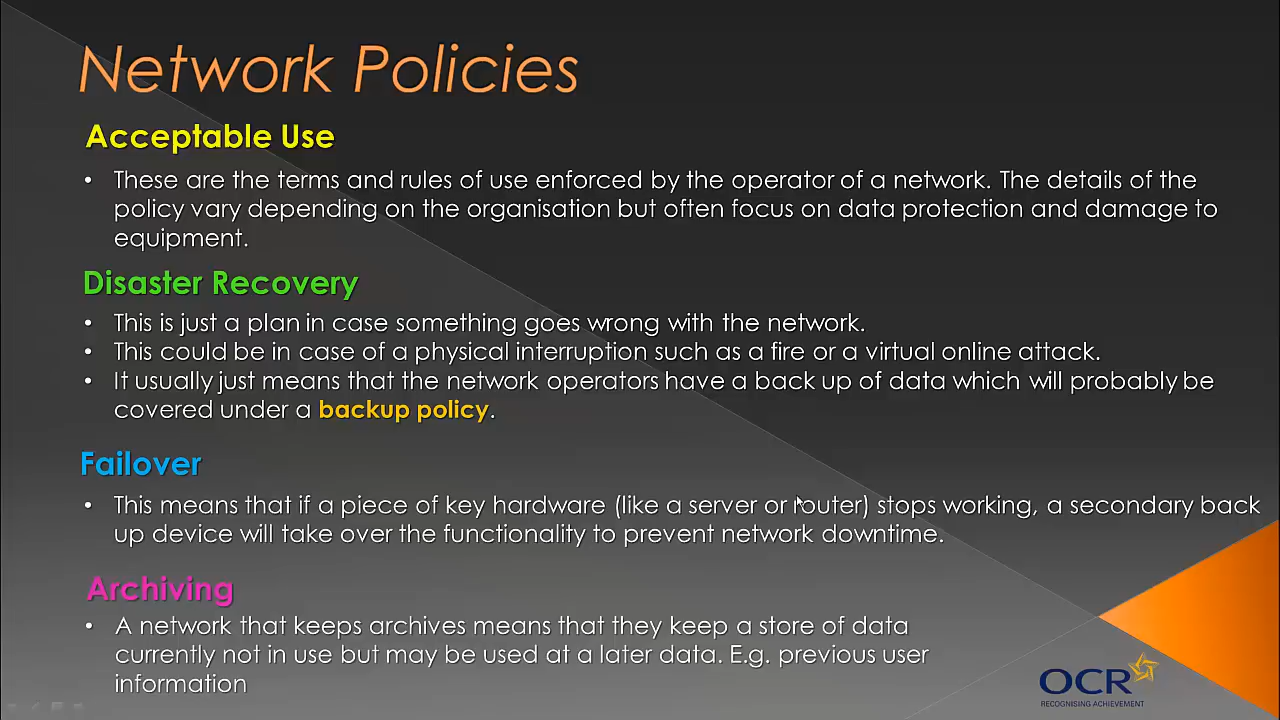 Network Policies
Acceptable Use
• These are the terms and rules of use enforced by the operator of a network. The details of the
policy vary depending on the organisation but often focus on data protection and damage to
equipment.
Disaster Recovery
• This is just a plan in case something goes wrong with the network.
• This could be in case of a physical interruption such as a fire or a virtual online attack.
• It usually just means that the network operators have a back up of data which will probably be
covered under a backup policy.
Failover
• This means that if a piece of key hardware (like a server or router) stops working, a secondary back
up device will take over the functionality to prevent network downtime.
Archiving
• A network that keeps archives means that they keep a store of data
currently not in use but may be used at a later data. E.g. previous user
information
OCR
RECOGNISING ACHIEVEMENT